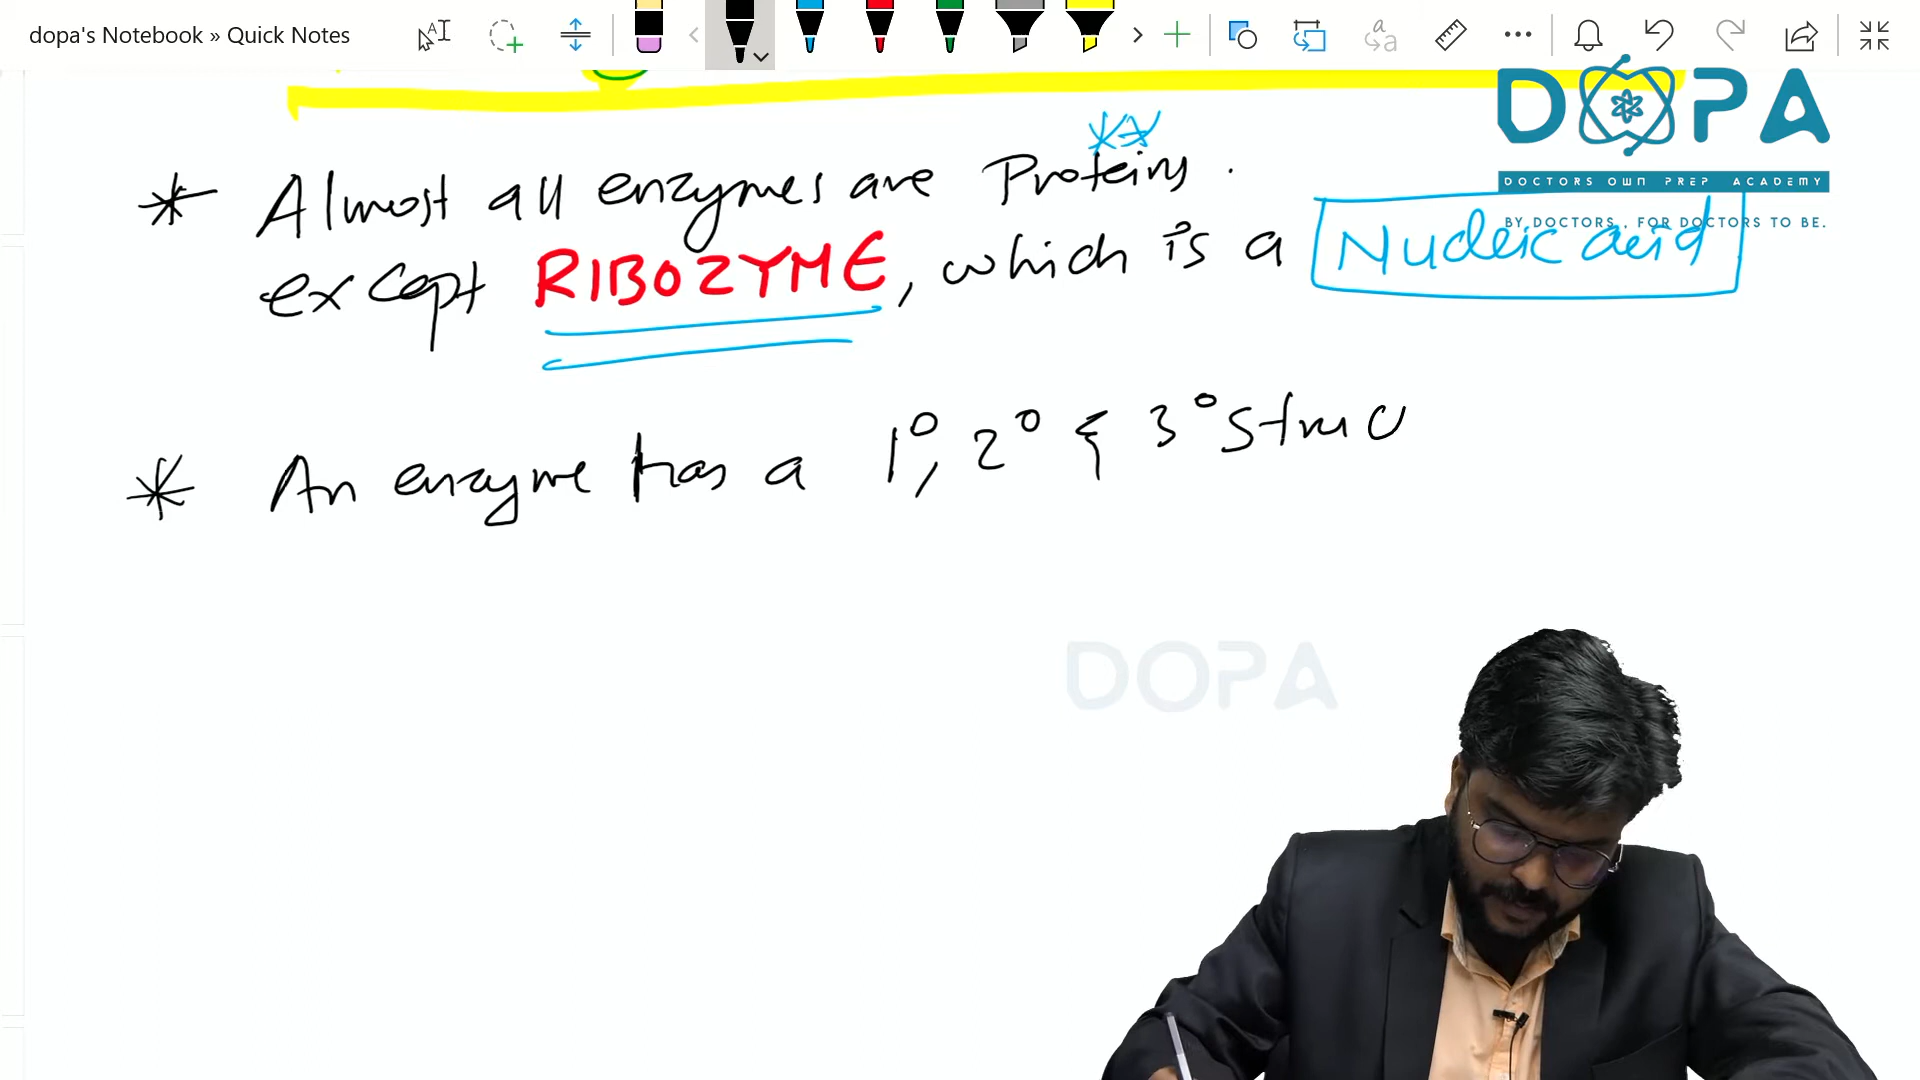 dopa's Notebook » Quick Notes
DOPA
DOCTORS OWN PREP ACADEMY
BY DOCTORS, FOR DOCTORS TO BE.
* Almost all enzymes are Proteins.
except RIBOZYME, which is a Nucleic acid
* An enzyme has a 1°, 2° & 3° Struc
DOPA